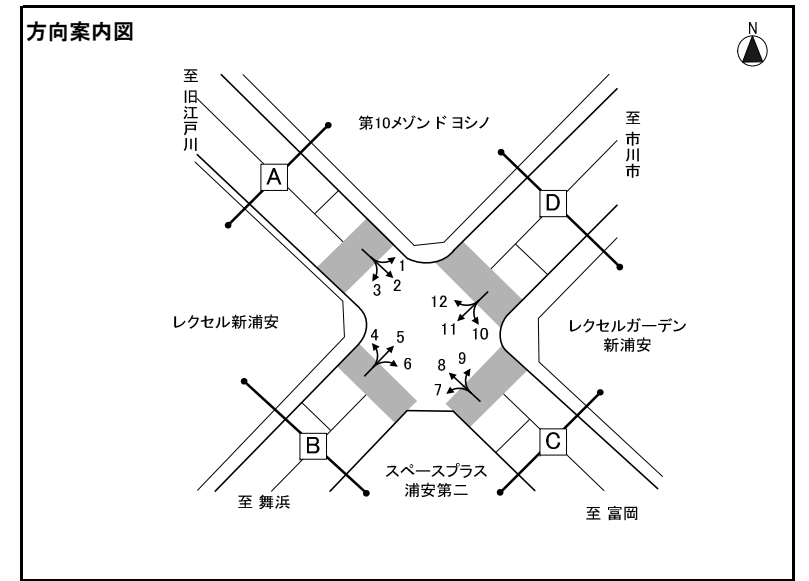 方向案内図
N
至旧江戸川
第10メゾンドヨシノ
至市川市
A
D
1
2
3
12
11
10
レクセル新浦安
レクセルガーデン
新浦安
4
5
6
8
9
7
B
C
スペースプラス
浦安第二
至 舞浜
至 富岡